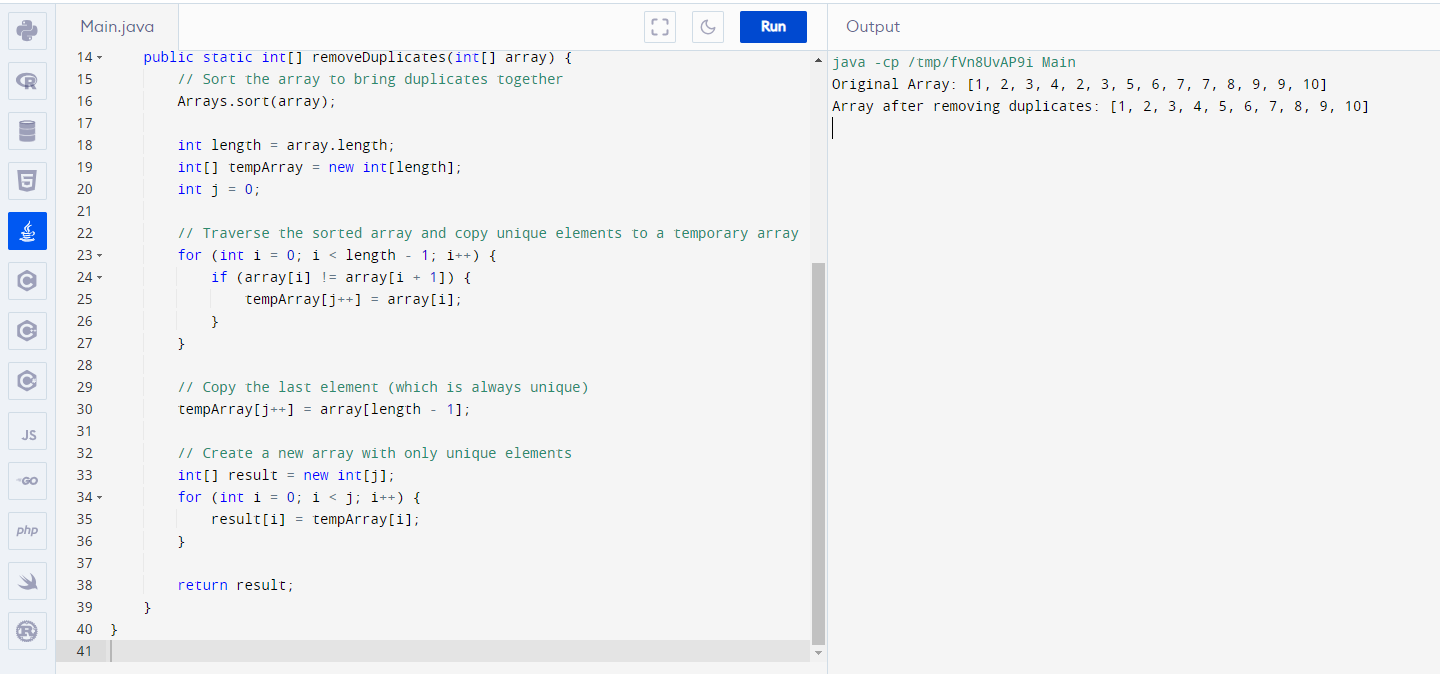 Main.java
Run
Output
14 public static int[] removeDuplicates(int[] array) {
15 // Sort the array to bring duplicates together
16 Arrays.sort(array);
17
18 int length = array.length;
19 int[] tempArray = new int[length];
20 int j = 0;
21
22 // Traverse the sorted array and copy unique elements to a temporary array
23 for (int i = 0; i < length - 1; i++) {
24 if (array[i] != array[i + 1]) {
25 tempArray[j++] = array[i];
26 }
27 }
28
29 // Copy the last element (which is always unique)
30 tempArray[j++] = array[length - 1];
31
32 // Create a new array with only unique elements
33 int[] result = new int[j];
34 for (int i = 0; i < j; i++) {
35 result[i] = tempArray[i];
36 }
37
38 return result;
39 }
40 }
41
java -cp /tmp/fVn8UvAP9i Main
Original Array: [1, 2, 3, 4, 2, 3, 5, 6, 7, 7, 8, 9, 9, 10]
Array after removing duplicates: [1, 2, 3, 4, 5, 6, 7, 8, 9, 10]
R
5
C
C
C
JS
GO
php
R